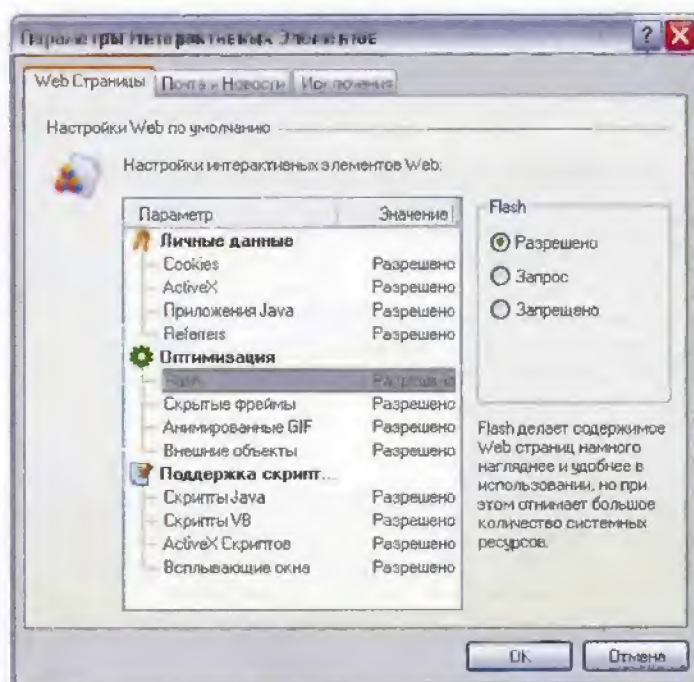 Параметры Интерактивных Элементов
Web Страницы Почта и Новости Исключения
Настройки Web по умолчанию
Настройки интерактивных элементов Web:
Параметр Значение
Личные данные
Cookies Разрешено
ActiveX Разрешено
Приложения Java Разрешено
Referrers Разрешено
Оптимизация
Flash Разрешено
Скрытые фреймы Разрешено
Анимированные GIF Разрешено
Внешние объекты Разрешено
Поддержка скрипт...
Скрипты Java Разрешено
Скрипты VB Разрешено
ActiveX Скриптов Разрешено
Всплывающие окна Разрешено
Flash
Разрешено
Запрос
Запрещено
Flash делает содержимое
Web страниц намного
нагляднее и удобнее в
использовании, но при
этом отнимает большое
количество системных
ресурсов.
OK Отмена